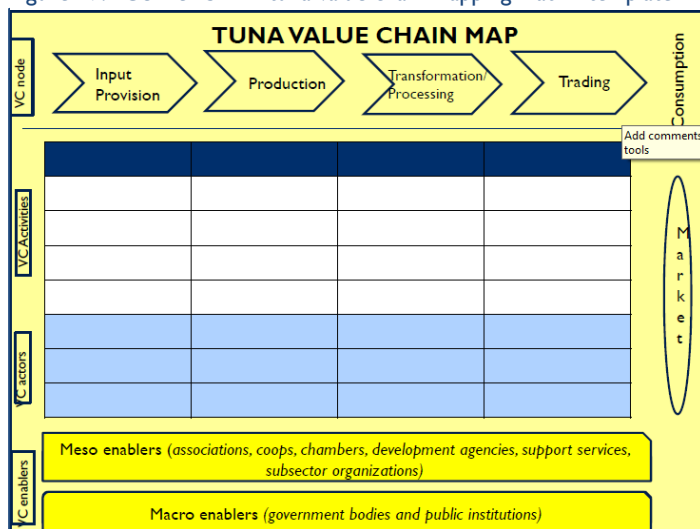 TUNA VALUE CHAIN MAP
VC node
Input
Provision
Production
Transformation/
Processing
Trading
Consumption
Add comments
tools
VC Activities
Market
VC actors
VC enablers
Meso enablers (associations, coops, chambers, development agencies, support services,
subsector organizations)
Macro enablers (government bodies and public institutions)